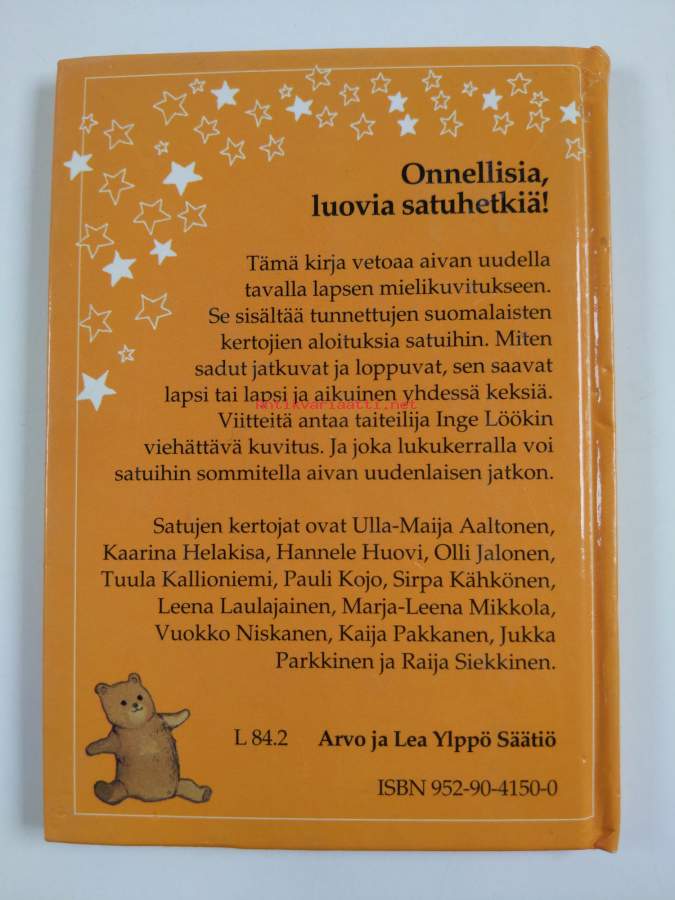 Onnellisia,
luovia satuhetkiä!
Tämä kirja vetoaa aivan uudella
tavalla lapsen mielikuvitukseen.
Se sisältää tunnettujen suomalaisten
kertojien aloituksia satuihin. Miten
sadut jatkuvat ja loppuvat, sen saavat
lapsi tai lapsi ja aikuinen yhdessä keksiä.
Antikvariaatti.net
Viitteitä antaa taiteilija Inge Löökin
viehättävä kuvitus. Ja joka lukukerralla voi
satuihin sommitella aivan uudenlaisen jatkon.
Satujen kertojat ovat Ulla-Maija Aaltonen,
Kaarina Helakisa, Hannele Huovi, Olli Jalonen,
Tuula Kallioniemi, Pauli Kojo, Sirpa Kähkönen,
Leena Laulajainen, Marja-Leena Mikkola,
Vuokko Niskanen, Kaija Pakkanen, Jukka
Parkkinen ja Raija Siekkinen.
L 84.2 Arvo ja Lea Ylppö Säätiö
ISBN 952-90-4150-0